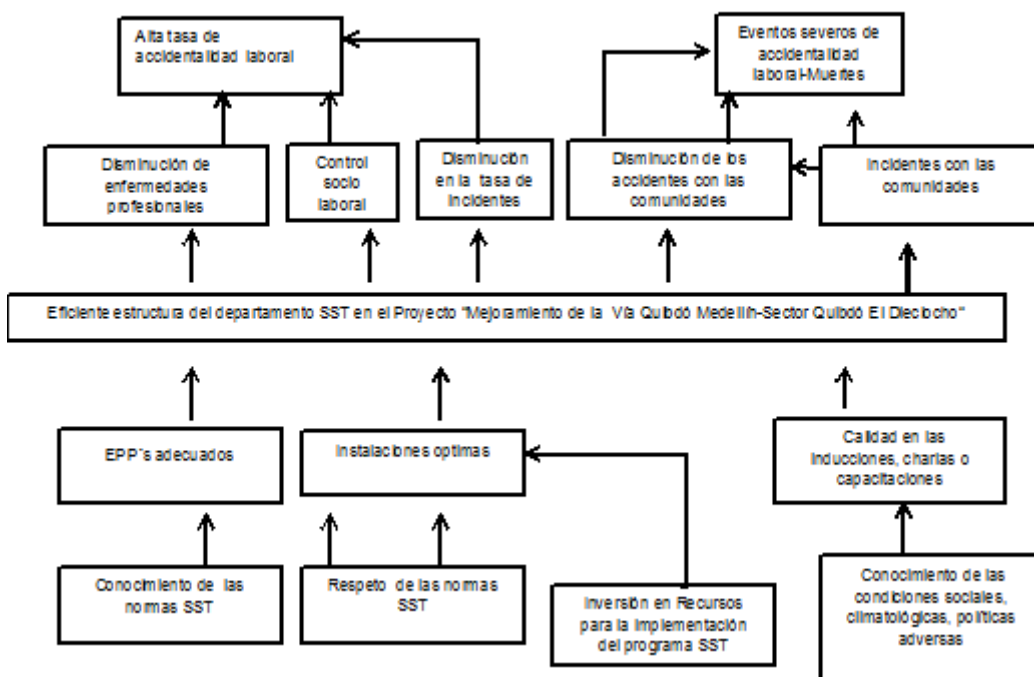 Alta tasa de
accidentalidad laboral
Eventos severos de
accidentalidad
laboral-Muertes
Disminución de
enfermedades
profesionales
Control
socio
laboral
Disminución
en la tasa de
Incidentes
Disminución de los
accidentes con las
comunidades
Incidentes con las
comunidades
Eficiente estructura del departamento SST en el Proyecto "Mejoramiento de la Vía Quibdó Medellín-Sector Quibdó El Dieciocho"
EPP´s adecuados
Instalaciones optimas
Calidad en las
Inducciones, charlas o
capacitaciones
Conocimiento de las
normas SST
Respeto de las normas
SST
Inversión en Recursos
para la Implementación
del programa SST
Conocimiento de las
condiciones sociales,
climatológicas, políticas
adversas